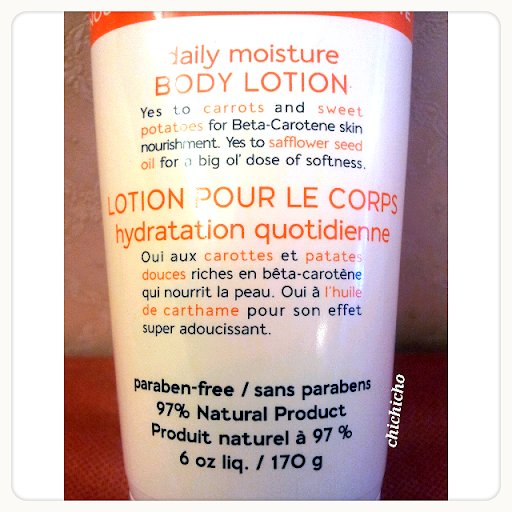 daily moisture
BODY LOTION
Yes to carrots and sweet
potatoes for Beta-Carotene skin
nourishment. Yes to safflower seed
oil for a big ol' dose of softness.
LOTION POUR LE CORPS
hydratation quotidienne
Oui aux carottes et patates
douces riches en bêta-carotène
qui nourrit la peau. Oui à l'huile
de carthame pour son effet
super adoucissant.
paraben-free / sans parabens
97% Natural Product
Produit naturel à 97 %
6 oz liq. / 170 g
chichicho